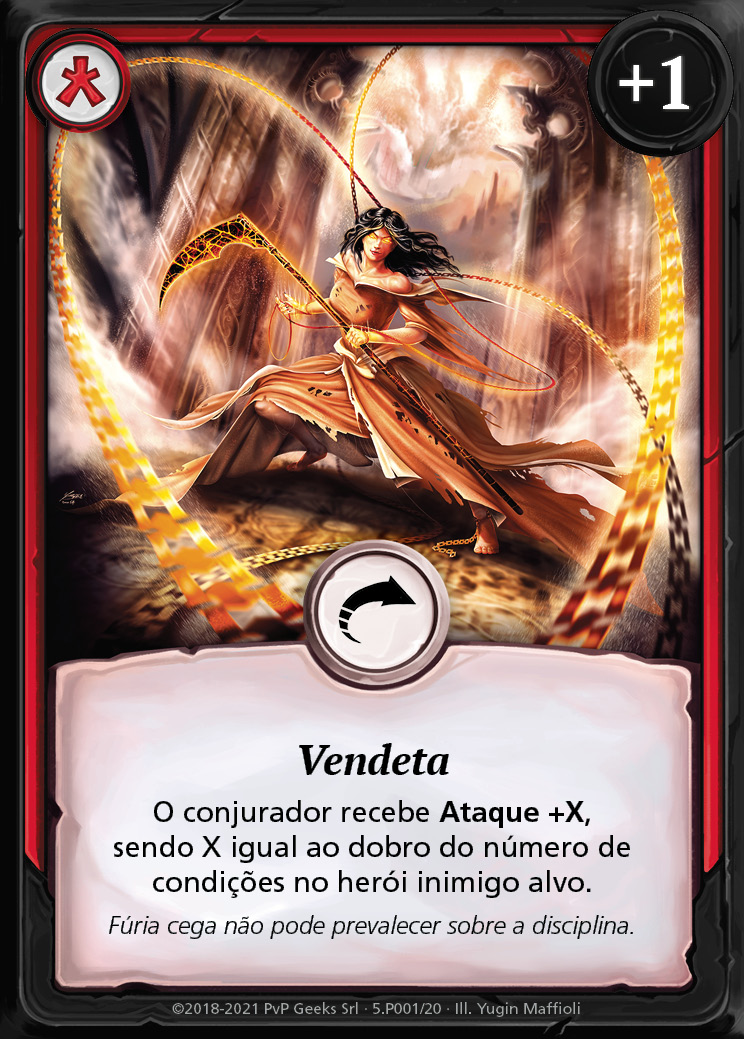 +1
Vendeta
O conjurador recebe Ataque +X,
sendo X igual ao dobro do número de
condições no herói inimigo alvo.
Fúria cega não pode prevalecer sobre a disciplina.
©2018-2021 PvP Geeks Srl · 5.P001/20 · Ill. Yugin Maffioli